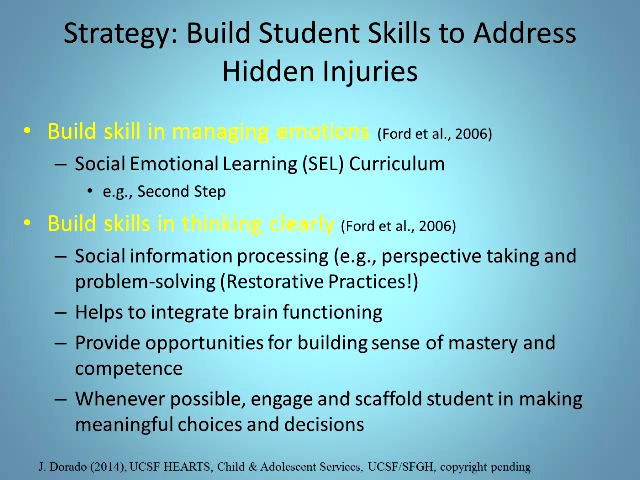 Strategy: Build Student Skills to Address
Hidden Injuries
• Build skill in managing emotions (Ford et al., 2006)
– Social Emotional Learning (SEL) Curriculum
• e.g., Second Step
• Build skills in thinking clearly (Ford et al., 2006)
– Social information processing (e.g., perspective taking and
problem-solving (Restorative Practices!)
– Helps to integrate brain functioning
– Provide opportunities for building sense of mastery and
competence
– Whenever possible, engage and scaffold student in making
meaningful choices and decisions
J. Dorado (2014), UCSF HEARTS, Child & Adolescent Services, UCSF/SFGH, copyright pending